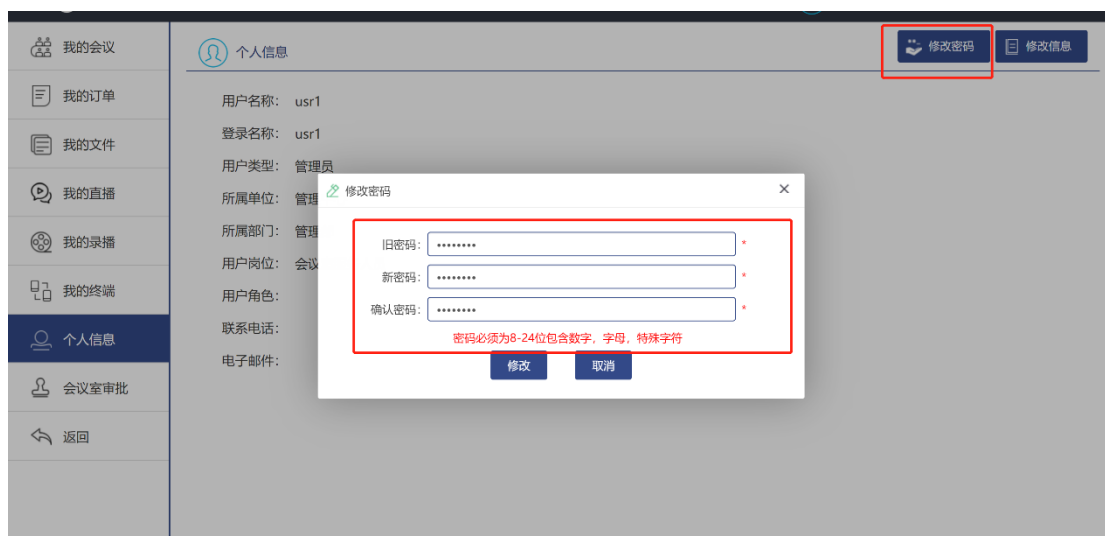 我的会议
我的订单
我的文件
我的直播
我的录播
我的终端
个人信息
会议室审批
返回
个人信息
修改密码
修改信息
用户名称： usr1
登录名称： usr1
用户类型： 管理员
所属单位： 管理
所属部门： 管理
用户岗位： 会议
用户角色：
联系电话：
电子邮件：
修改密码
旧密码： •••••••• *
新密码： •••••••• *
确认密码： •••••••• *
密码必须为8-24位包含数字，字母，特殊字符
修改 取消